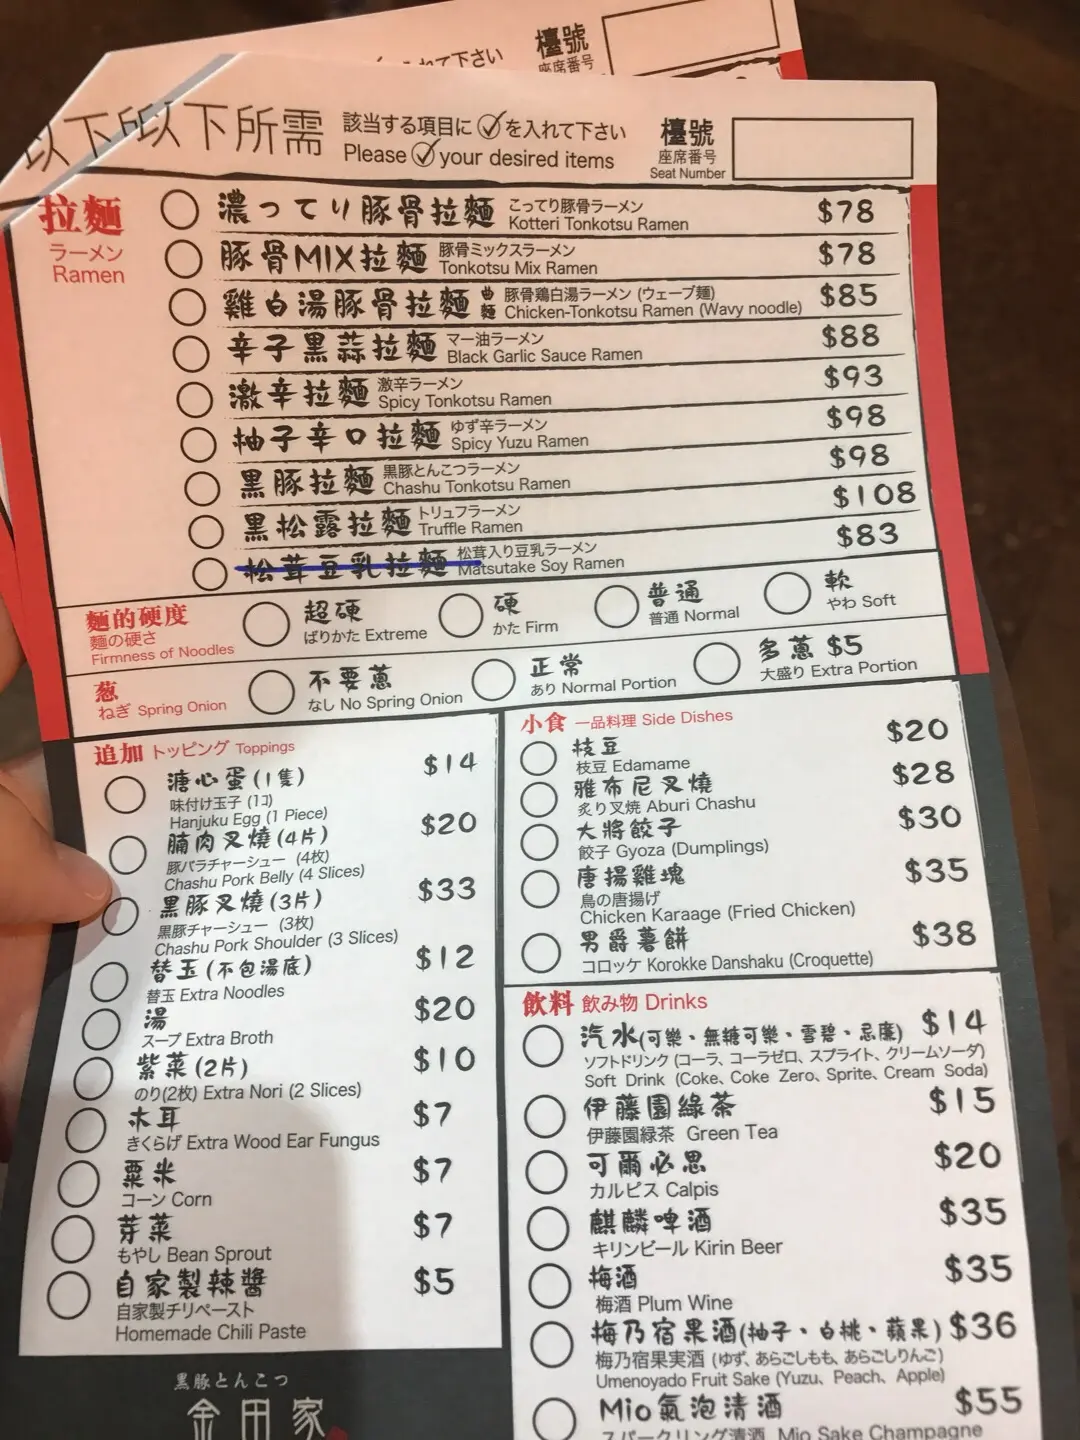 れて下さい
檯號
座席番号
以下
以下所需
該当する項目に を入れて下さい
Please your desired items
檯號
座席番号
Seat Number
拉麵
ラーメン
Ramen
濃ってり豚骨拉麵 こってり豚骨ラーメン $78
Kotteri Tonkotsu Ramen
豚骨MIX拉麵 豚骨ミックスラーメン $78
Tonkotsu Mix Ramen
雞白湯豚骨拉麵 曲麵 豚骨鶏白湯ラーメン (ウェーブ麺) $85
Chicken-Tonkotsu Ramen (Wavy noodle)
辛子黑蒜拉麵 マー油ラーメン $88
Black Garlic Sauce Ramen
激辛拉麵 激辛ラーメン $93
Spicy Tonkotsu Ramen
柚子辛口拉麵 ゆず辛ラーメン $98
Spicy Yuzu Ramen
黑豚拉麵 黒豚とんこつラーメン $98
Chashu Tonkotsu Ramen
黑松露拉麵 トリュフラーメン $108
Truffle Ramen
松茸豆乳拉麵 松茸入り豆乳ラーメン $83
Matsutake Soy Ramen
麵的硬度
麺の硬さ
Firmness of Noodles
超硬
ばりかた Extreme
硬
かた Firm
普通
普通 Normal
軟
やわ Soft
葱
ねぎ Spring Onion
不要蔥
なし No Spring Onion
正常
あり Normal Portion
多蔥 $5
大盛り Extra Portion
追加 トッピング Toppings
溏心蛋(1隻) $14
味付け玉子 (1コ)
Hanjuku Egg (1 Piece)
腩肉叉燒(4片) $20
豚バラチャーシュー (4枚)
Chashu Pork Belly (4 Slices)
黑豚叉燒(3片) $33
黒豚チャーシュー (3枚)
Chashu Pork Shoulder (3 Slices)
替玉(不包湯底) $12
替玉 Extra Noodles
湯 $20
スープ Extra Broth
紫菜(2片) $10
のり(2枚) Extra Nori (2 Slices)
木耳 $7
きくらげ Extra Wood Ear Fungus
粟米 $7
コーン Corn
芽菜 $7
もやし Bean Sprout
自家製辣醬 $5
自家製チリペースト
Homemade Chili Paste
黒豚とんこつ
金田家
小食 一品料理 Side Dishes
枝豆 $20
枝豆 Edamame
雅布尼叉燒 $28
炙り叉焼 Aburi Chashu
大將餃子 $30
餃子 Gyoza (Dumplings)
唐揚雞塊 $35
鳥の唐揚げ
Chicken Karaage (Fried Chicken)
男爵薯餅 $38
コロッケ Korokke Danshaku (Croquette)
飲料 飲み物 Drinks
汽水(可樂、無糖可樂、雪碧、忌廉) $14
ソフトドリンク (コーラ、コーラゼロ、スプライト、クリームソーダ)
Soft Drink (Coke、Coke Zero、Sprite、Cream Soda)
伊藤園綠茶 $15
伊藤園緑茶 Green Tea
可爾必思 $20
カルピス Calpis
麒麟啤酒 $35
キリンビール Kirin Beer
梅酒 $35
梅酒 Plum Wine
梅乃宿果酒(柚子、白桃、蘋果) $36
梅乃宿果実酒 (ゆず、あらごしもも、あらごしりんご)
Umenoyado Fruit Sake (Yuzu、Peach、Apple)
Mio氣泡清酒 $55
スパークリング清酒 Mio Sake Champagne